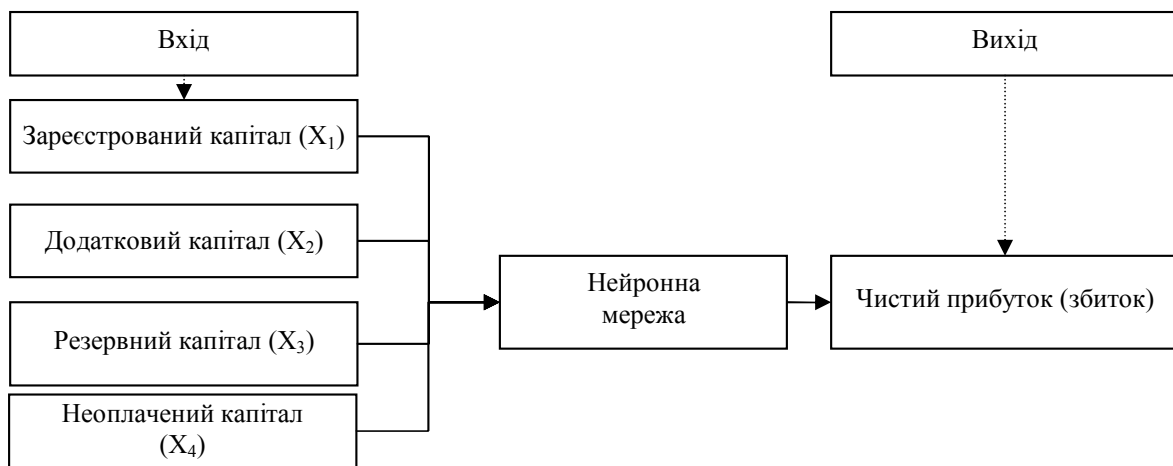 Вхід
Вихід
Зареєстрований капітал (X₁)
Додатковий капітал (X₂)
Нейронна
мережа
Чистий прибуток (збиток)
Резервний капітал (X₃)
Неоплачений капітал
(X₄)